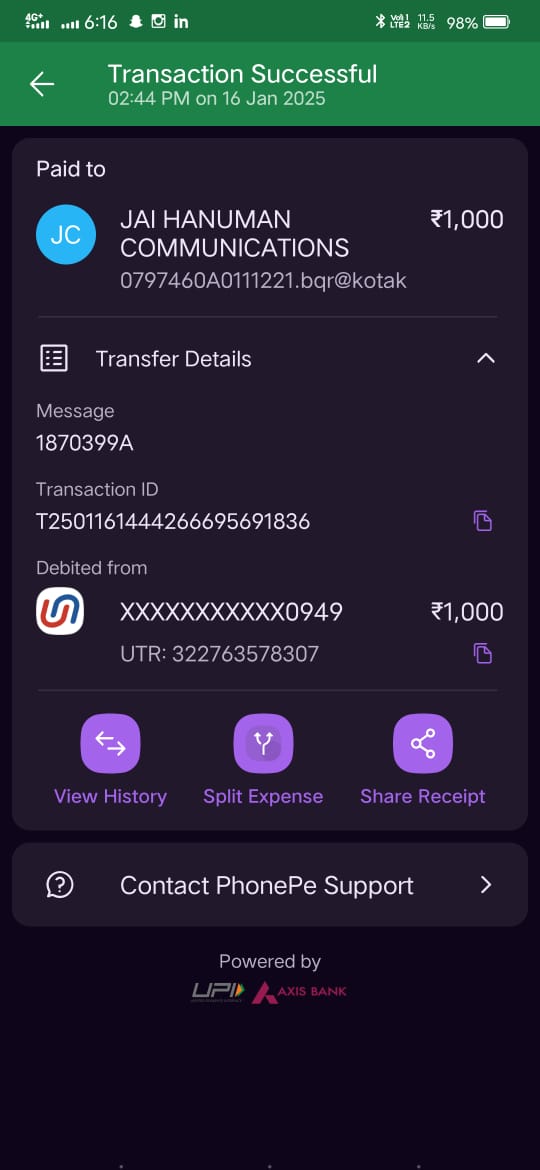 4G+ 6:16 Vo) 1 LTE2 11.5 KB/s 98%
Transaction Successful
02:44 PM on 16 Jan 2025
Paid to
JC
JAI HANUMAN ₹1,000
COMMUNICATIONS
0797460A0111221.bqr@kotak
Transfer Details
Message
1870399A
Transaction ID
T2501161444266695691836
Debited from
XXXXXXXXXXX0949 ₹1,000
UTR: 322763578307
View History Split Expense Share Receipt
Contact PhonePe Support
Powered by
UPI AXIS BANK